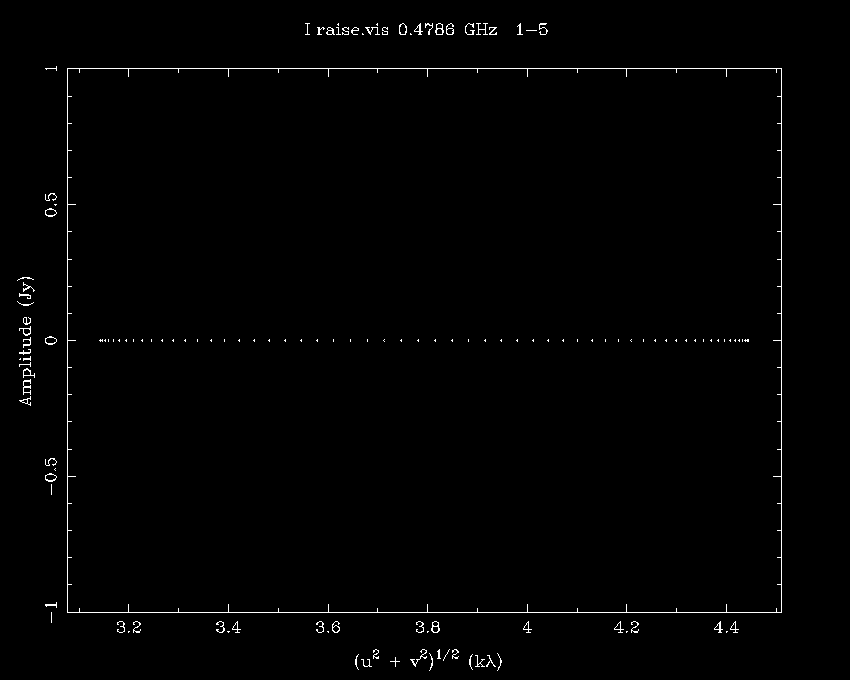 I raise.vis 0.4786 GHz 1−5
1
0.5
0
−0.5
−1
Amplitude (Jy)
3.2 3.4 3.6 3.8 4 4.2 4.4
(u² + v²)¹/² (kλ)